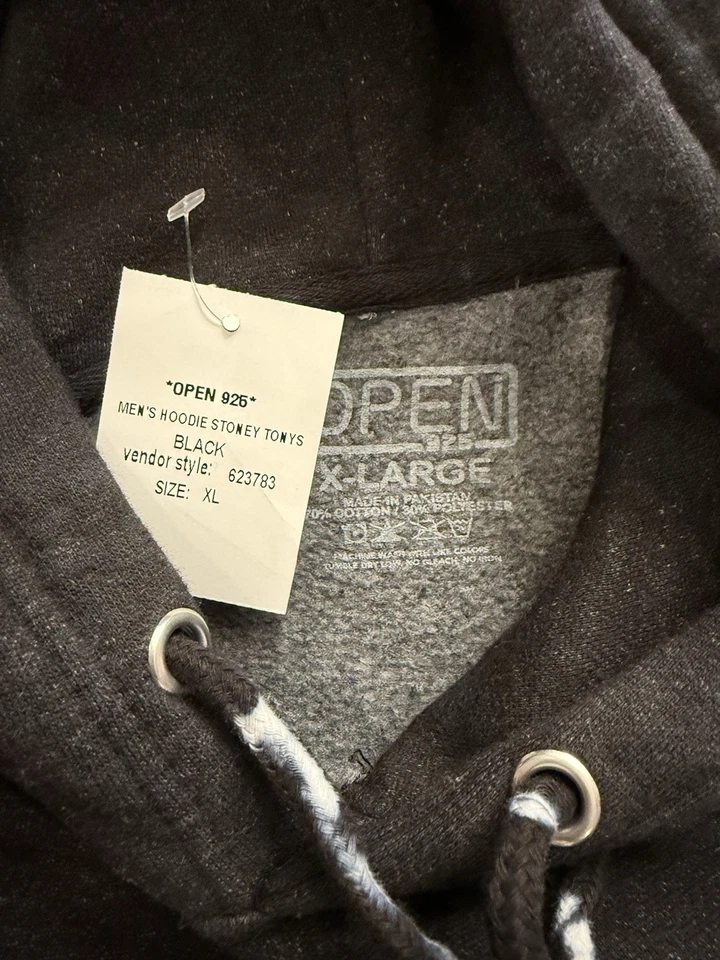 *OPEN 925*
MEN'S HOODIE STONEY TONYS
BLACK
vendor style: 623783
SIZE: XL
OPEN
925
X-LARGE
MADE IN PAKISTAN
70% COTTON / 30% POLYESTER
MACHINE WASH WITH LIKE COLORS
TUMBLE DRY LOW, NO BLEACH, NO IRON